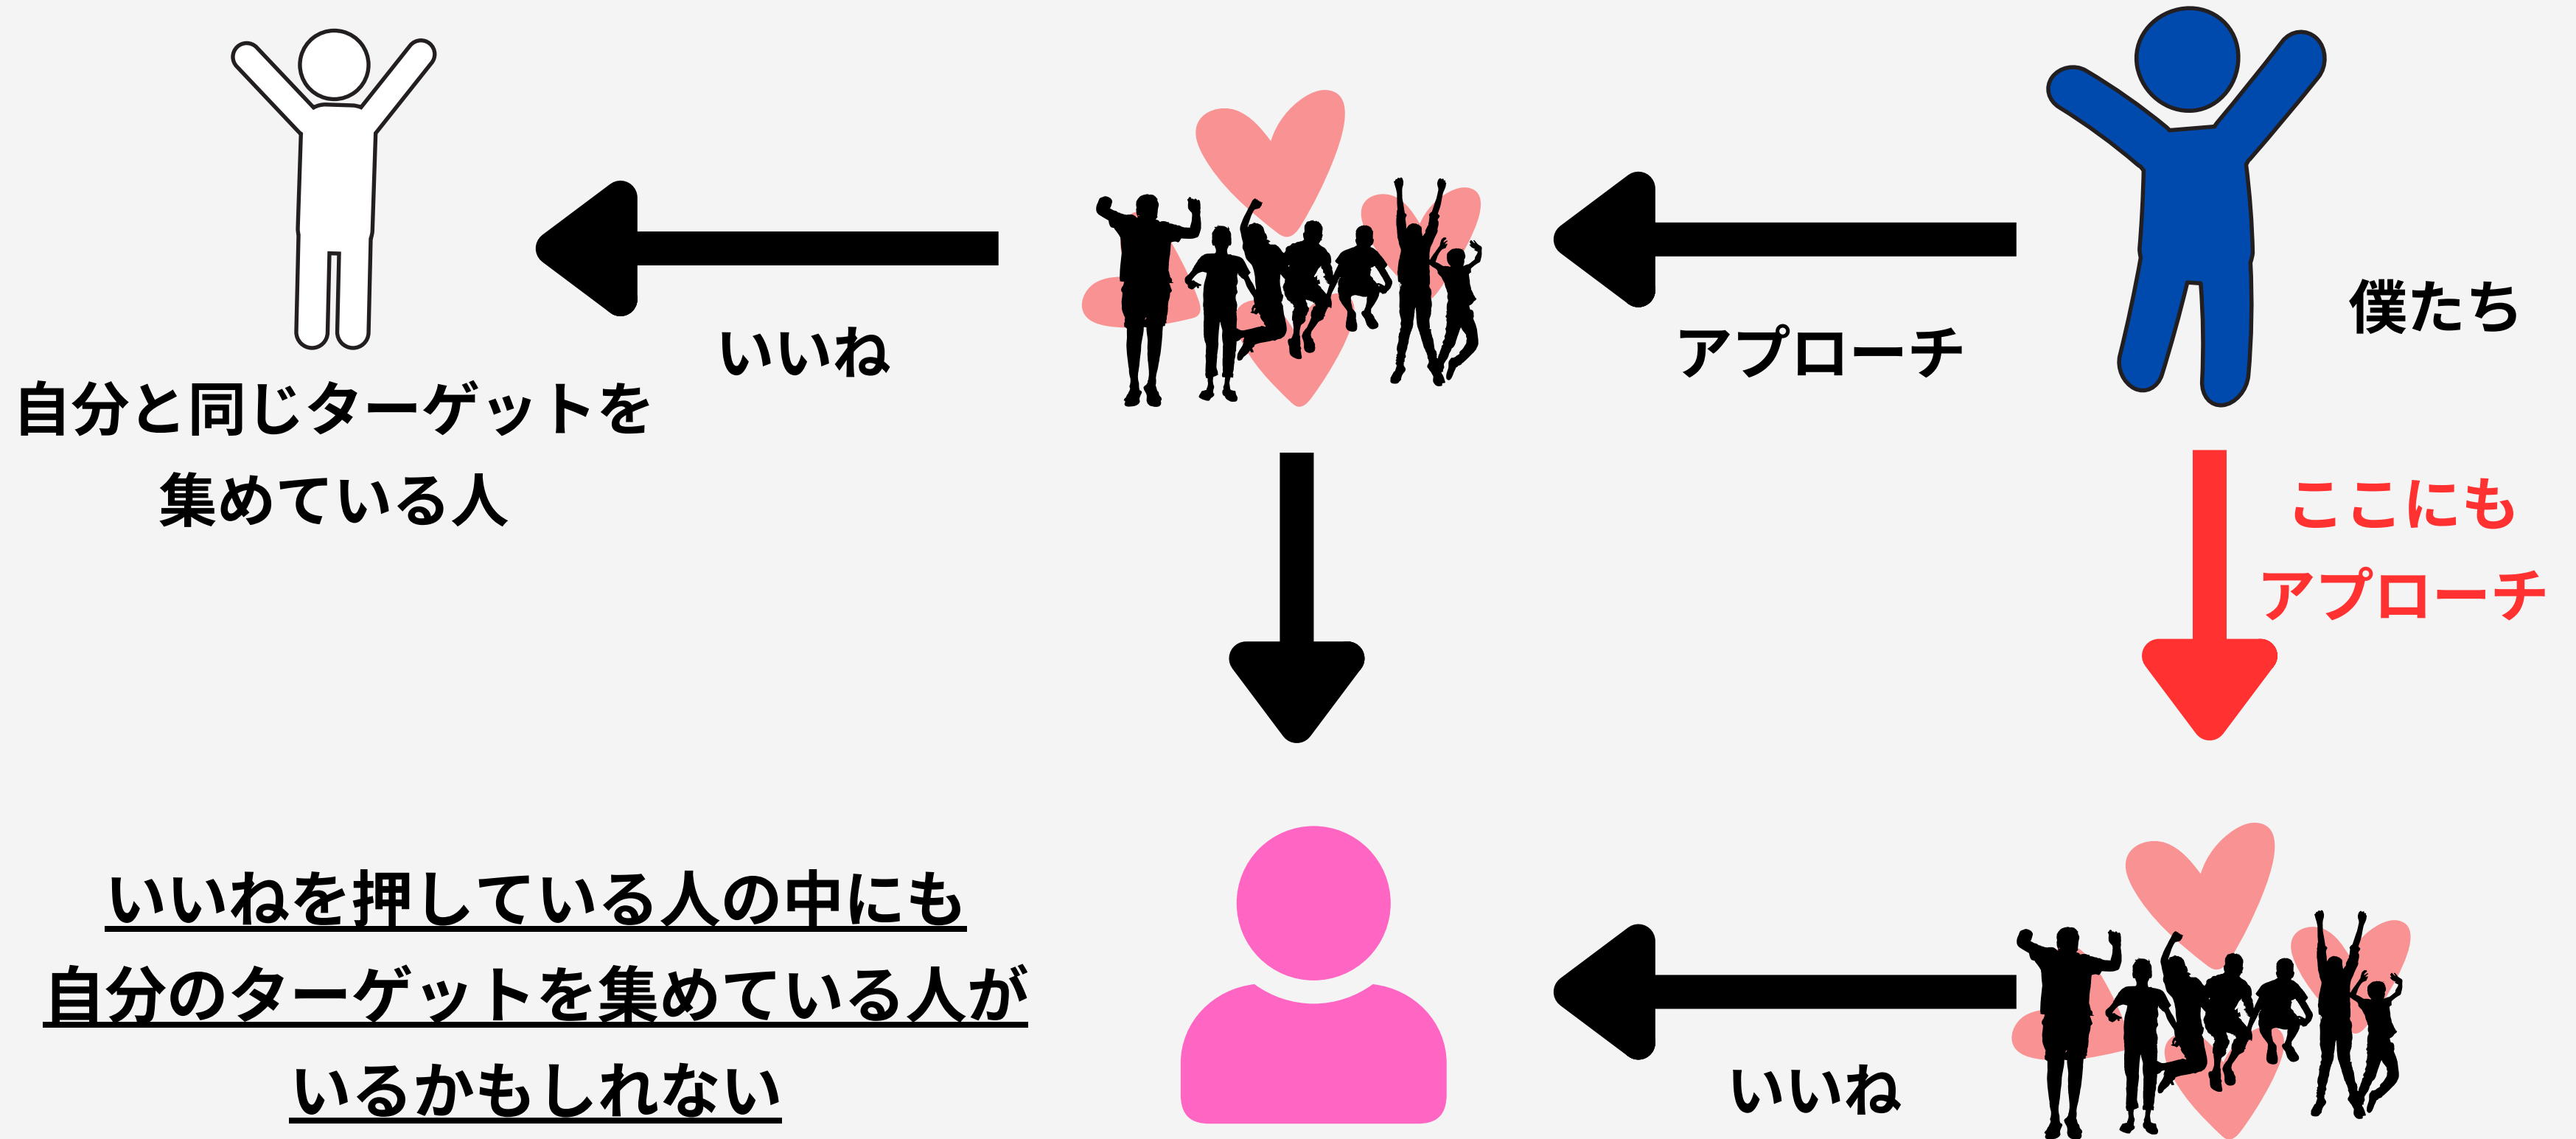 いいね
アプローチ
僕たち
自分と同じターゲットを
集めている人
ここにも
アプローチ
いいねを押している人の中にも
自分のターゲットを集めている人が
いるかもしれない
いいね